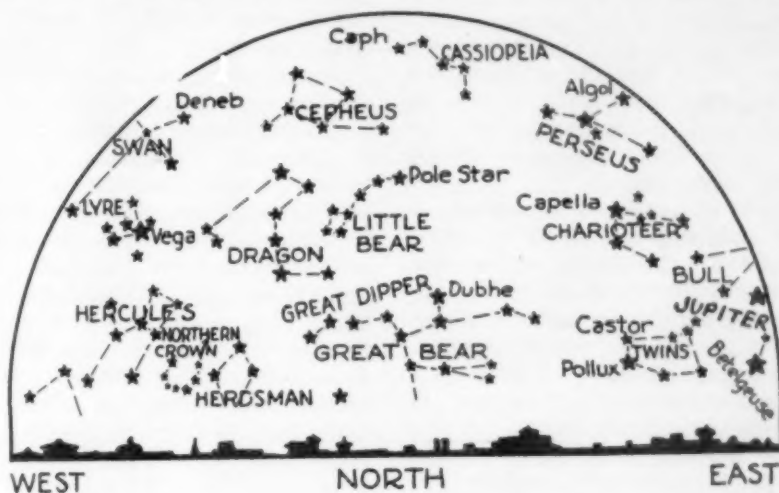 Caph
CASSIOPEIA
Deneb
CEPHEUS
Algol
SWAN
PERSEUS
LYRE
Vega
Pole Star
LITTLE
BEAR
DRAGON
Capella
CHARIOTEER
BULL
HERCULES
GREAT DIPPER
Dubhe
JUPITER
NORTHERN
CROWN
GREAT BEAR
Castor
TWINS
Pollux
Betelgeuse
HERDSMAN
WEST
NORTH
EAST